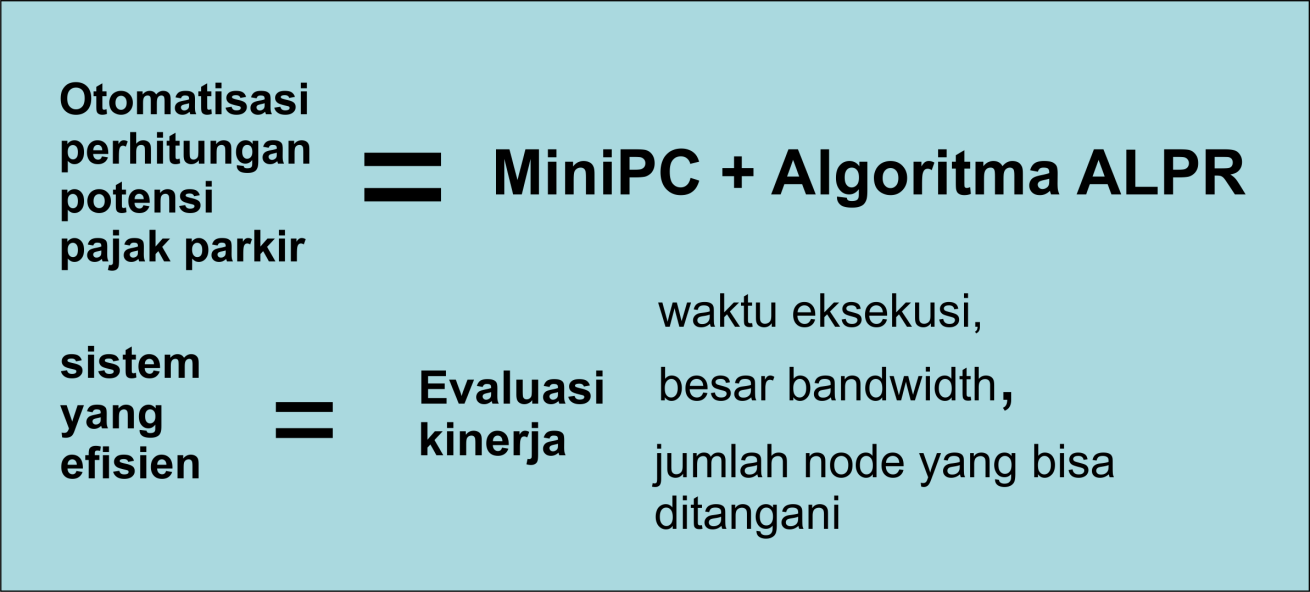 Otomatisasi
perhitungan
potensi
pajak parkir
=
MiniPC + Algoritma ALPR
sistem
yang
efisien
=
Evaluasi
kinerja
waktu eksekusi,
besar bandwidth,
jumlah node yang bisa
ditangani